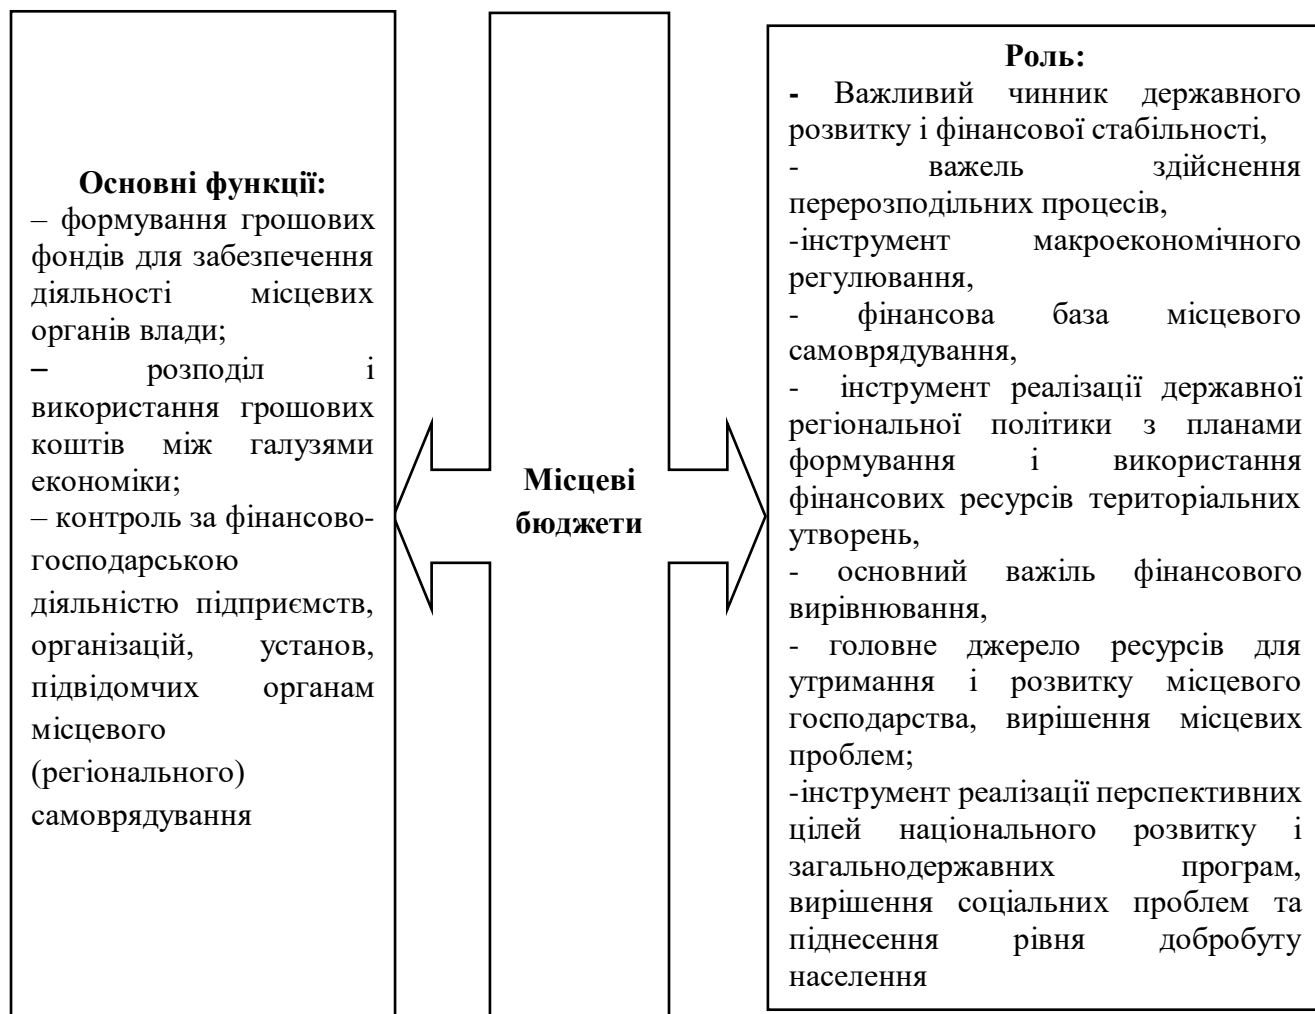 Основні функції:
– формування грошових
фондів для забезпечення
діяльності місцевих
органів влади;
– розподіл і
використання грошових
коштів між галузями
економіки;
– контроль за фінансово-
господарською
діяльністю підприємств,
організацій, установ,
підвідомчих органам
місцевого
(регіонального)
самоврядування
Місцеві
бюджети
Роль:
- Важливий чинник державного
розвитку і фінансової стабільності,
- важель здійснення
перерозподільних процесів,
-інструмент макроекономічного
регулювання,
- фінансова база місцевого
самоврядування,
- інструмент реалізації державної
регіональної політики з планами
формування і використання
фінансових ресурсів територіальних
утворень,
- основний важіль фінансового
вирівнювання,
- головне джерело ресурсів для
утримання і розвитку місцевого
господарства, вирішення місцевих
проблем;
-інструмент реалізації перспективних
цілей національного розвитку і
загальнодержавних програм,
вирішення соціальних проблем та
піднесення рівня добробуту
населення